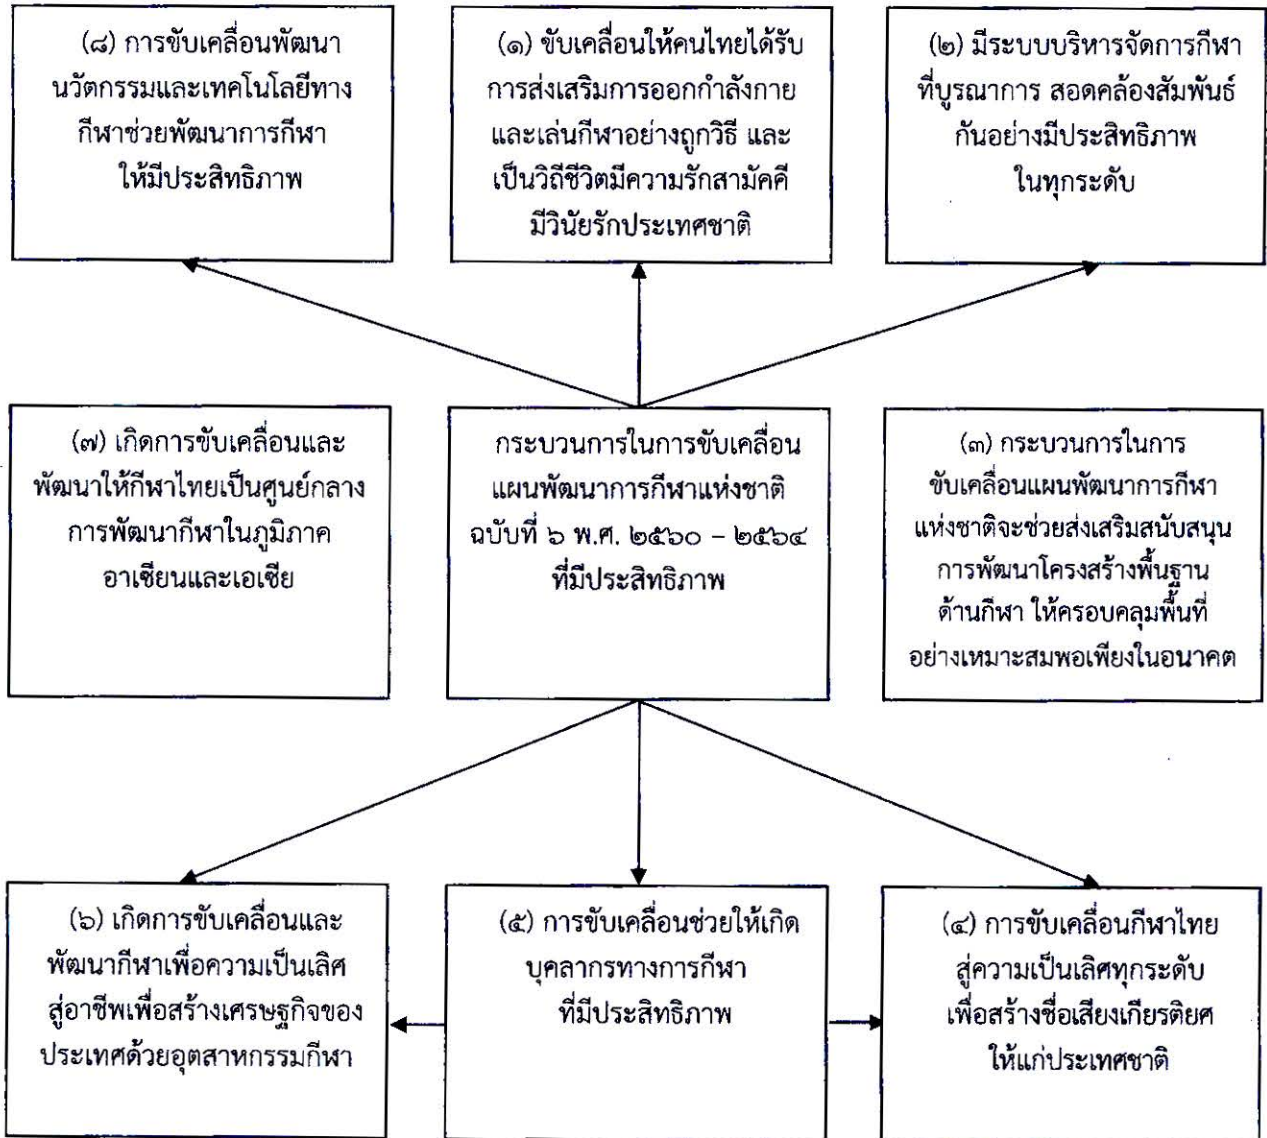 (๘) การขับเคลื่อนพัฒนา
นวัตกรรมและเทคโนโลยีทาง
กีฬาช่วยพัฒนาการกีฬา
ให้มีประสิทธิภาพ
(๑) ขับเคลื่อนให้คนไทยได้รับ
การส่งเสริมการออกกำลังกาย
และเล่นกีฬาอย่างถูกวิธี และ
เป็นวิถีชีวิตมีความรักสามัคคี
มีวินัยรักประเทศชาติ
(๒) มีระบบบริหารจัดการกีฬา
ที่บูรณาการ สอดคล้องสัมพันธ์
กันอย่างมีประสิทธิภาพ
ในทุกระดับ
(๗) เกิดการขับเคลื่อนและ
พัฒนาให้กีฬาไทยเป็นศูนย์กลาง
การพัฒนากีฬาในภูมิภาค
อาเซียนและเอเชีย
กระบวนการในการขับเคลื่อน
แผนพัฒนาการกีฬาแห่งชาติ
ฉบับที่ ๖ พ.ศ. ๒๕๖๐ – ๒๕๖๔
ที่มีประสิทธิภาพ
(๓) กระบวนการในการ
ขับเคลื่อนแผนพัฒนาการกีฬา
แห่งชาติจะช่วยส่งเสริมสนับสนุน
การพัฒนาโครงสร้างพื้นฐาน
ด้านกีฬา ให้ครอบคลุมพื้นที่
อย่างเหมาะสมพอเพียงในอนาคต
(๖) เกิดการขับเคลื่อนและ
พัฒนากีฬาเพื่อความเป็นเลิศ
สู่อาชีพเพื่อสร้างเศรษฐกิจของ
ประเทศด้วยอุตสาหกรรมกีฬา
(๕) การขับเคลื่อนช่วยให้เกิด
บุคลากรทางการกีฬา
ที่มีประสิทธิภาพ
(๔) การขับเคลื่อนกีฬาไทย
สู่ความเป็นเลิศทุกระดับ
เพื่อสร้างชื่อเสียงเกียรติยศ
ให้แก่ประเทศชาติ